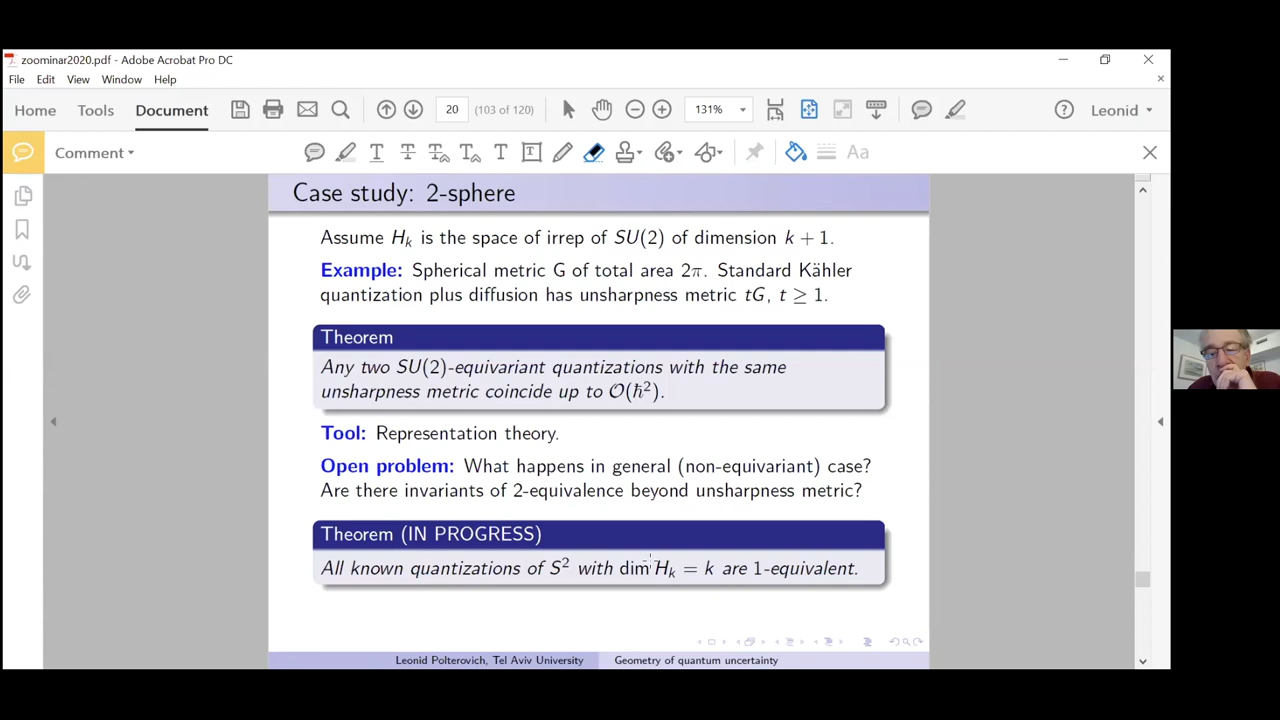 zoominar2020.pdf - Adobe Acrobat Pro DC
File Edit View Window Help
Home Tools Document 20 (103 of 120) 131% Leonid
Comment Aa
Case study: 2-sphere
Assume Hₖ is the space of irrep of SU(2) of dimension k + 1.
Example: Spherical metric G of total area 2π. Standard Kähler
quantization plus diffusion has unsharpness metric tG, t ≥ 1.
Theorem
Any two SU(2)-equivariant quantizations with the same
unsharpness metric coincide up to O(ℏ²).
Tool: Representation theory.
Open problem: What happens in general (non-equivariant) case?
Are there invariants of 2-equivalence beyond unsharpness metric?
Theorem (IN PROGRESS)
All known quantizations of S² with dim Hₖ = k are 1-equivalent.
Leonid Polterovich, Tel Aviv University Geometry of quantum uncertainty